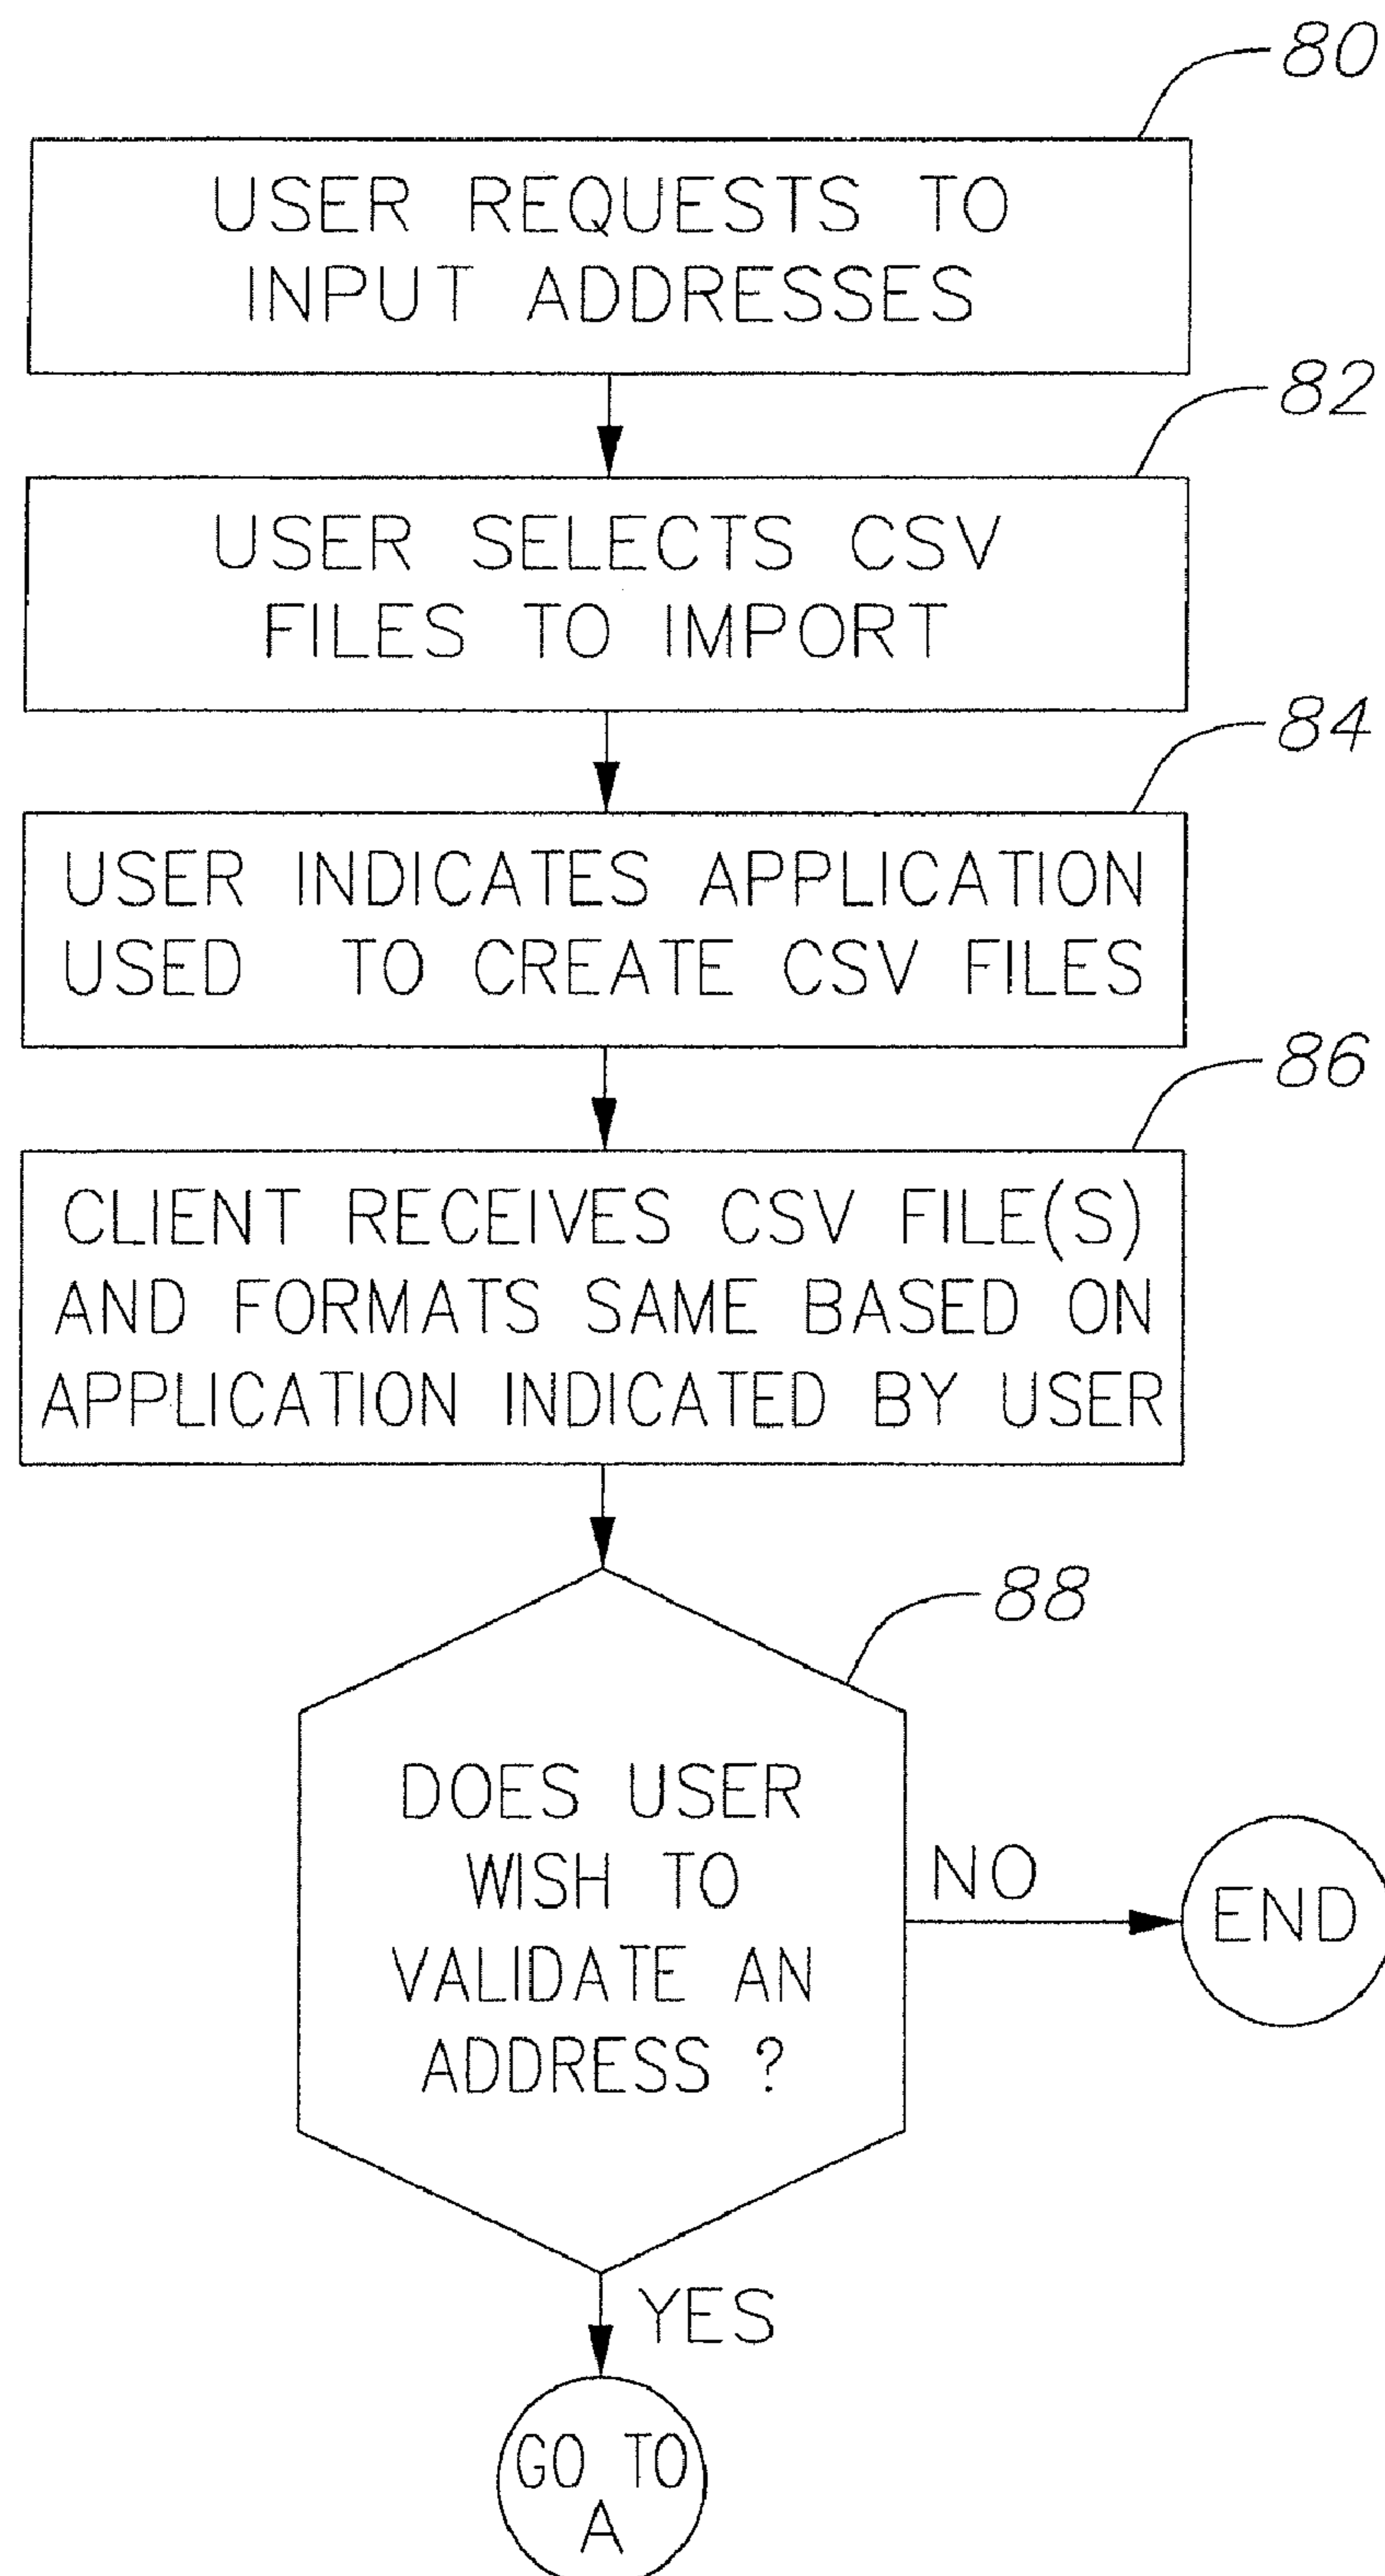 80
USER REQUESTS TO
INPUT ADDRESSES
82
USER SELECTS CSV
FILES TO IMPORT
84
USER INDICATES APPLICATION
USED TO CREATE CSV FILES
86
CLIENT RECEIVES CSV FILE(S)
AND FORMATS SAME BASED ON
APPLICATION INDICATED BY USER
88
DOES USER
WISH TO
VALIDATE AN
ADDRESS ?
NO
END
YES
GO TO
A